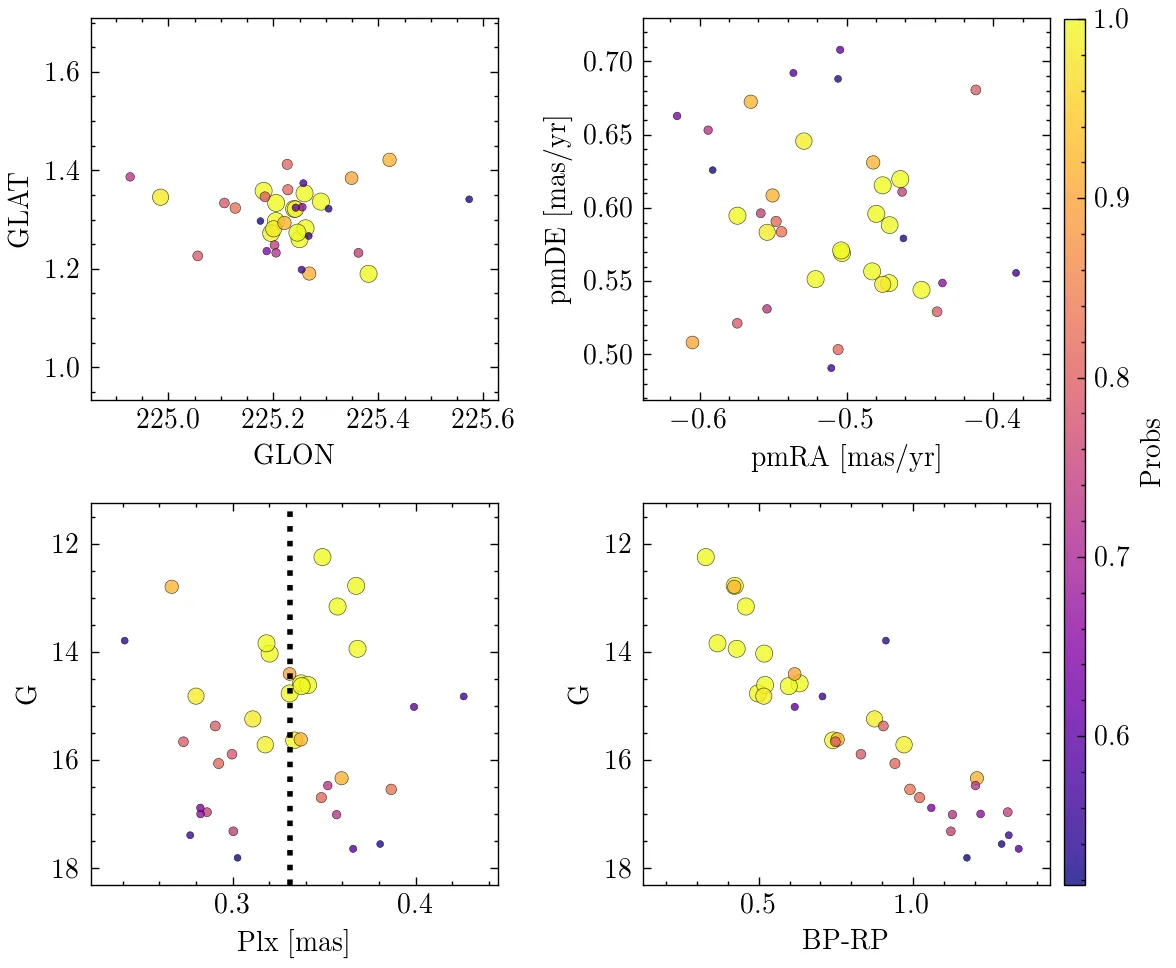 1.6
1.4
1.2
1.0
GLAT
225.0 225.2 225.4 225.6
GLON
0.70
0.65
0.60
0.55
0.50
pmDE [mas/yr]
−0.6 −0.5 −0.4
pmRA [mas/yr]
12
14
16
18
G
0.3 0.4
Plx [mas]
12
14
16
18
G
0.5 1.0
BP-RP
1.0
0.9
0.8
0.7
0.6
Probs